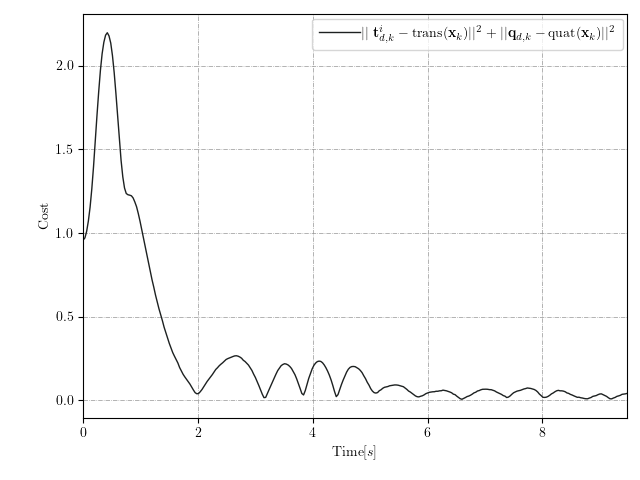 || t^i_{d,k} − trans(x_k)||^2 + ||q_{d,k} − quat(x_k)||^2
Cost
2.0
1.5
1.0
0.5
0.0
0 2 4 6 8
Time[s]